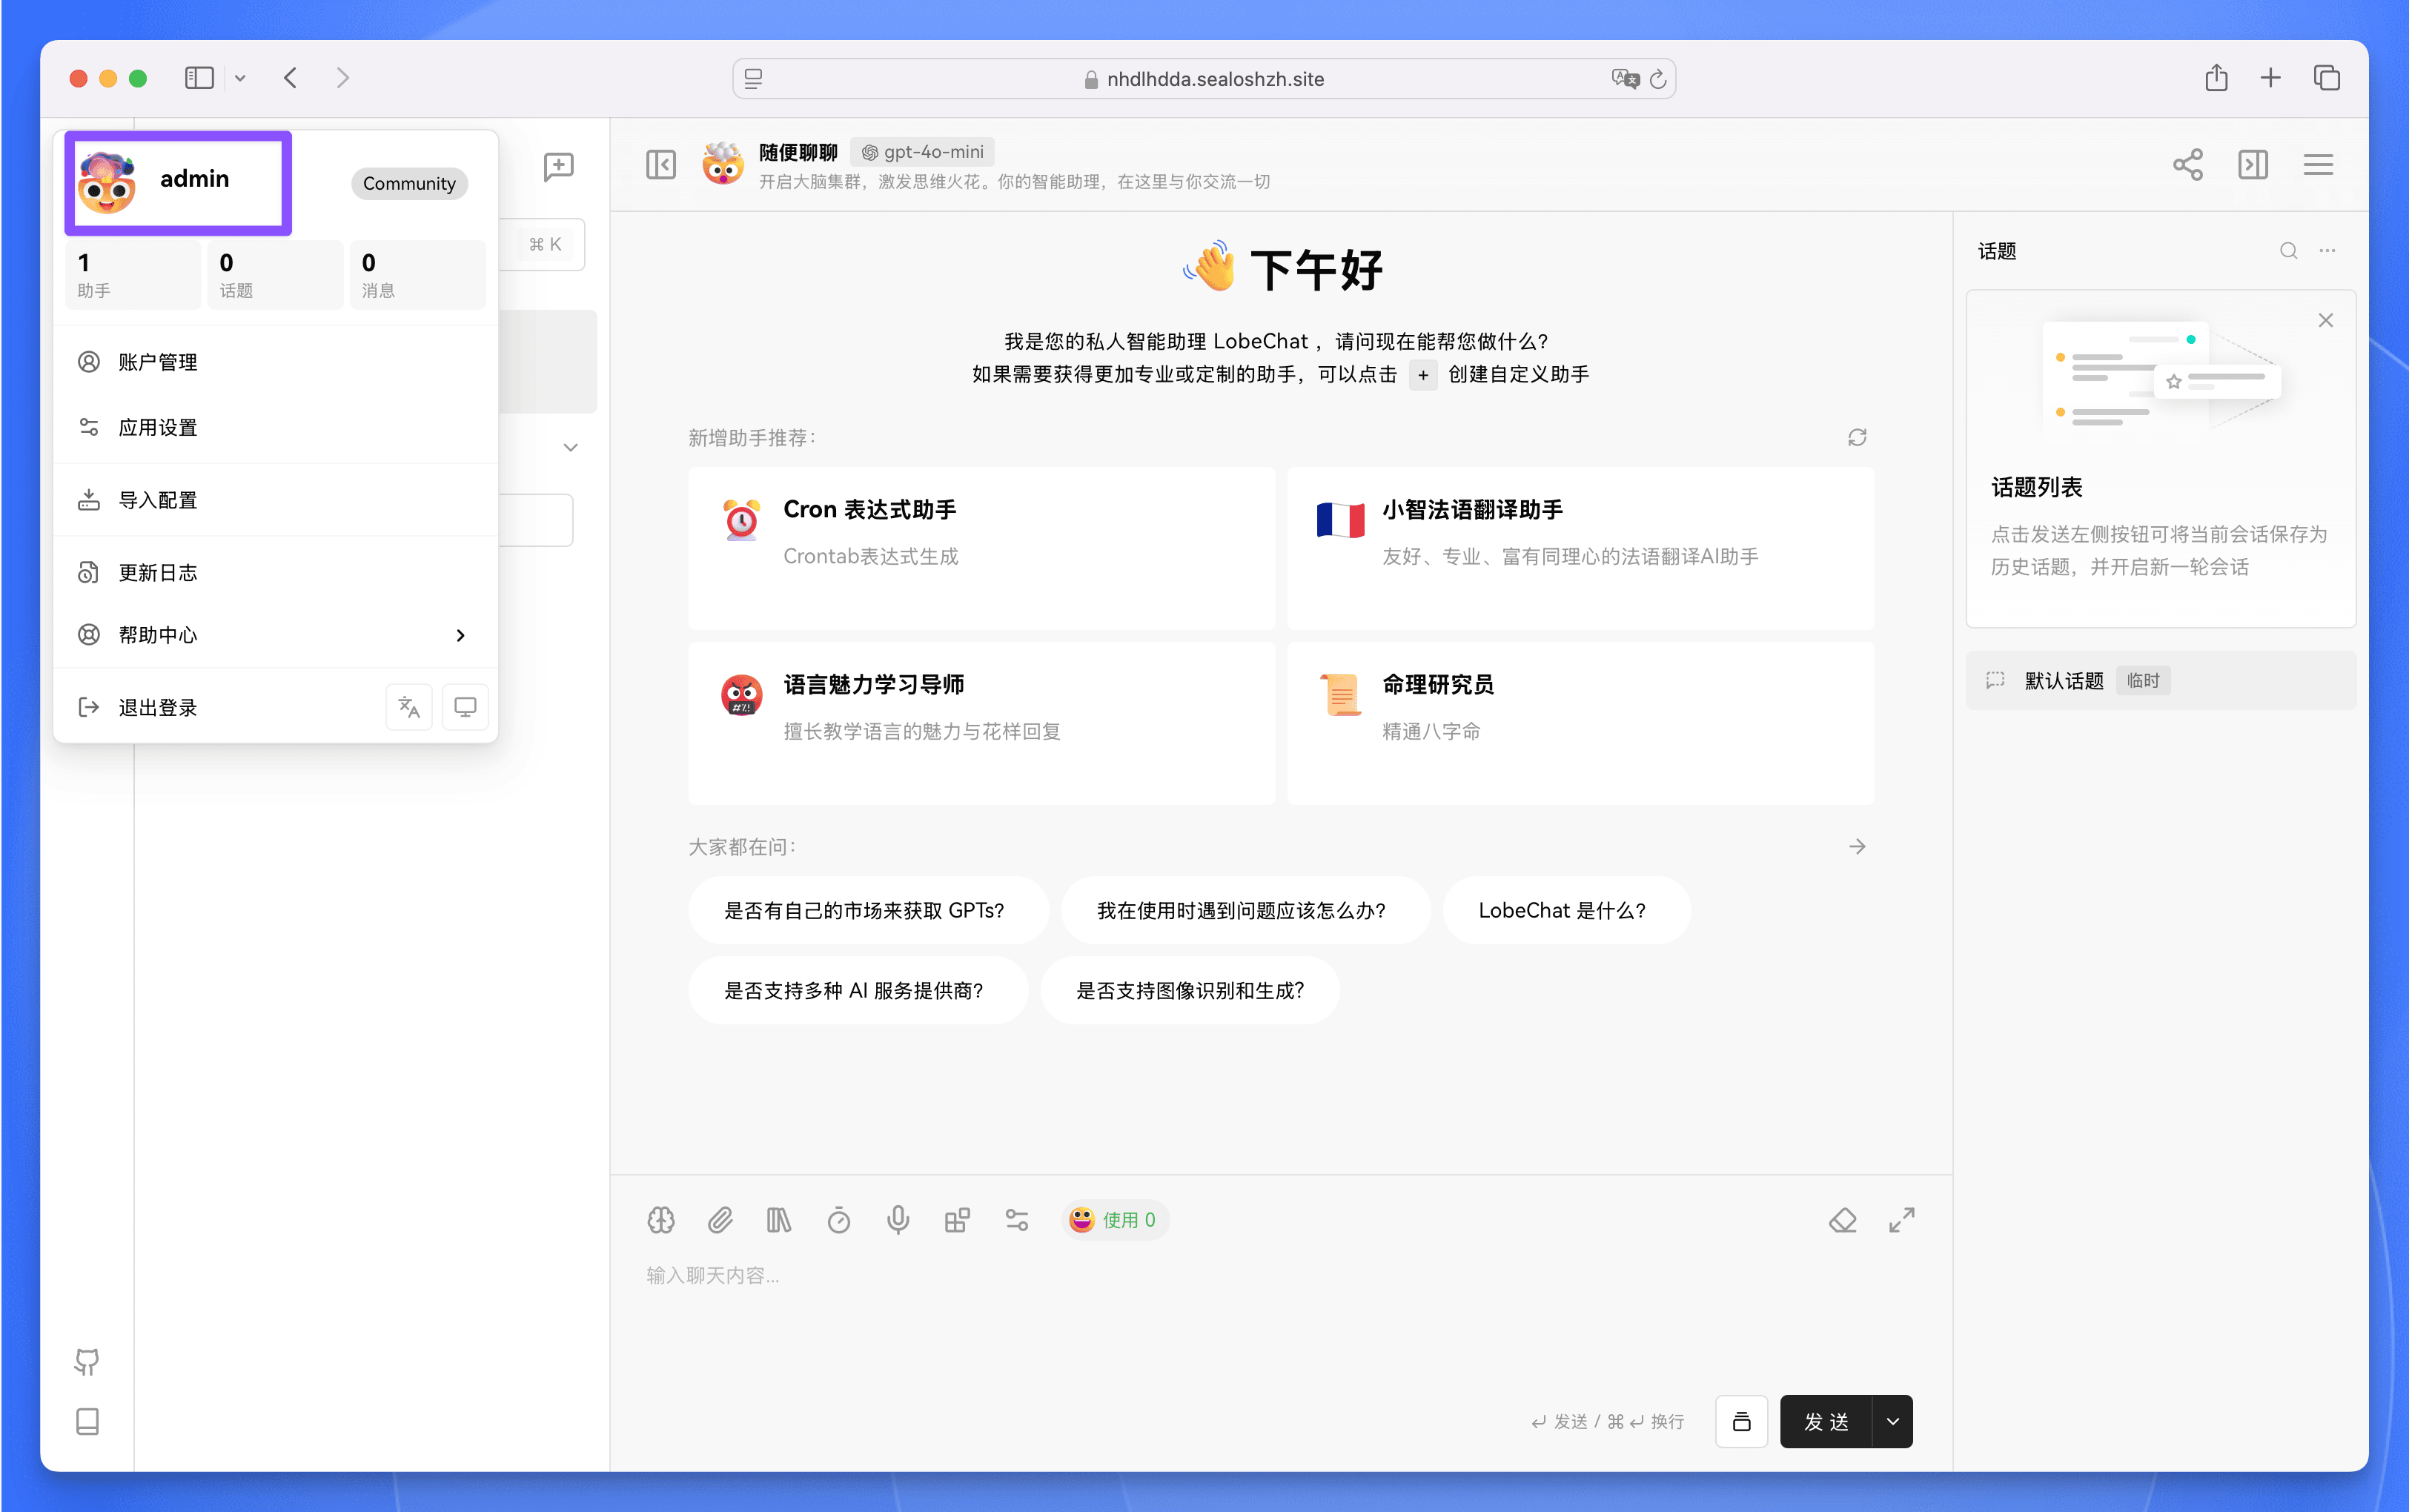 nhdlhdda.sealoshzh.site
admin
Community
1
助手
0
话题
0
消息
账户管理
应用设置
导入配置
更新日志
帮助中心
退出登录
⌘ K
随便聊聊
gpt-4o-mini
开启大脑集群，激发思维火花。你的智能助理，在这里与你交流一切
下午好
我是您的私人智能助理 LobeChat ，请问现在能帮您做什么？
如果需要获得更加专业或定制的助手，可以点击 + 创建自定义助手
新增助手推荐：
Cron 表达式助手
Crontab表达式生成
小智法语翻译助手
友好、专业、富有同理心的法语翻译AI助手
语言魅力学习导师
擅长教学语言的魅力与花样回复
命理研究员
精通八字命
大家都在问：
是否有自己的市场来获取 GPTs？
我在使用时遇到问题应该怎么办？
LobeChat 是什么？
是否支持多种 AI 服务提供商？
是否支持图像识别和生成？
使用 0
输入聊天内容...
↵ 发送 / ⌘ ↵ 换行
发 送
话题
话题列表
点击发送左侧按钮可将当前会话保存为
历史话题，并开启新一轮会话
默认话题
临时